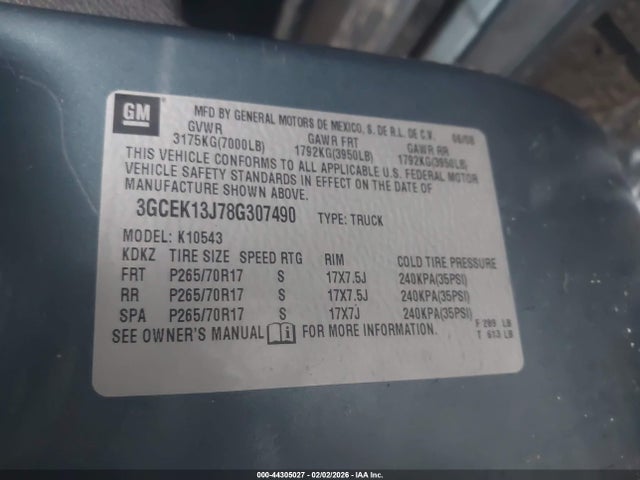 GM
MFD BY GENERAL MOTORS DE MEXICO, S. DE R.L. DE C.V. 06/08
GVWR GAWR FRT GAWR RR
3175KG(7000LB) 1792KG(3950LB) 1792KG(3950LB)
THIS VEHICLE CONFORMS TO ALL APPLICABLE U.S. FEDERAL MOTOR
VEHICLE SAFETY STANDARDS IN EFFECT ON THE DATE OF
MANUFACTURE SHOWN ABOVE.
3GCEK13J78G307490 TYPE: TRUCK
MODEL: K10543
KDKZ TIRE SIZE SPEED RTG RIM COLD TIRE PRESSURE
FRT P265/70R17 S 17X7.5J 240KPA(35PSI)
RR P265/70R17 S 17X7.5J 240KPA(35PSI)
SPA P265/70R17 S 17X7J 240KPA(35PSI)
SEE OWNER'S MANUAL FOR MORE INFORMATION.
F 209 LB
T 613 LB
000-44305027 - 02/02/2026 - IAA Inc.